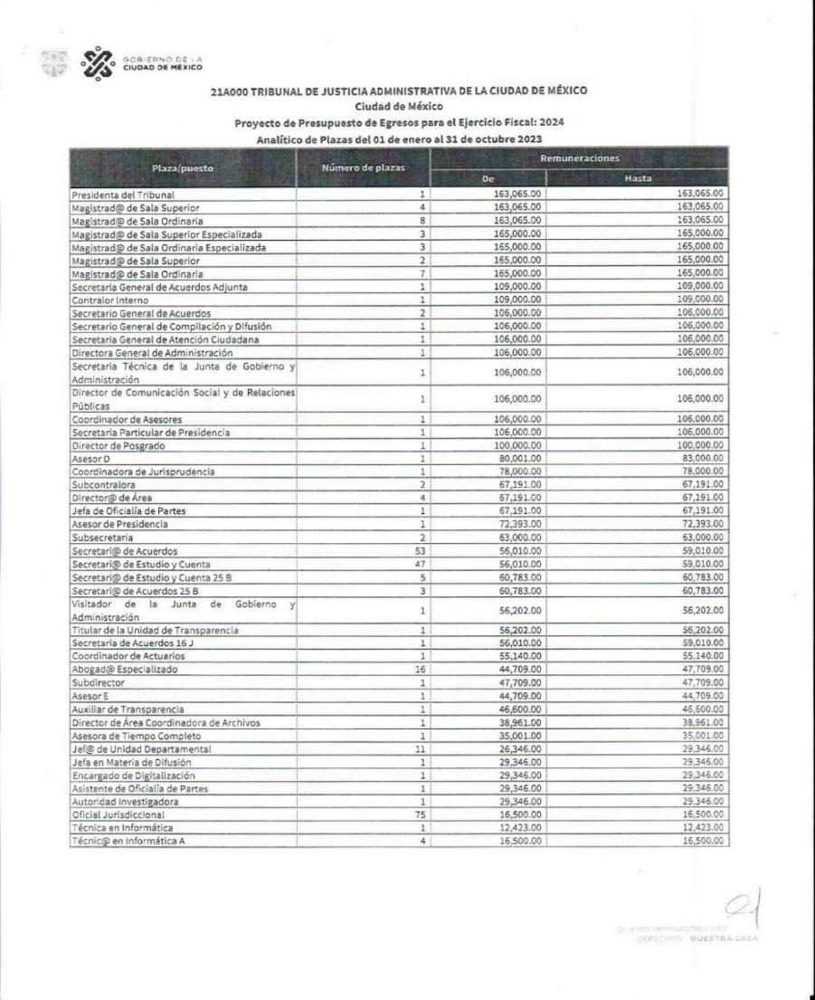 GOBIERNO DE LA
CIUDAD DE MÉXICO
21A000 TRIBUNAL DE JUSTICIA ADMINISTRATIVA DE LA CIUDAD DE MÉXICO
Ciudad de México
Proyecto de Presupuesto de Egresos para el Ejercicio Fiscal: 2024
Analítico de Plazas del 01 de enero al 31 de octubre 2023
Plaza/puesto Número de plazas Remuneraciones
De Hasta
Presidenta del Tribunal 1 163,065.00 163,065.00
Magistrad@ de Sala Superior 4 163,065.00 163,065.00
Magistrad@ de Sala Ordinaria 8 163,065.00 163,065.00
Magistrad@ de Sala Superior Especializada 3 165,000.00 165,000.00
Magistrad@ de Sala Ordinaria Especializada 3 165,000.00 165,000.00
Magistrad@ de Sala Superior 2 165,000.00 165,000.00
Magistrad@ de Sala Ordinaria 7 165,000.00 165,000.00
Secretaria General de Acuerdos Adjunta 1 109,000.00 109,000.00
Contralor Interno 1 109,000.00 109,000.00
Secretario General de Acuerdos 2 106,000.00 106,000.00
Secretario General de Compilación y Difusión 1 106,000.00 106,000.00
Secretaria General de Atención Ciudadana 1 106,000.00 106,000.00
Directora General de Administración 1 106,000.00 106,000.00
Secretaria Técnica de la Junta de Gobierno y
Administración 1 106,000.00 106,000.00
Director de Comunicación Social y de Relaciones
Públicas 1 106,000.00 106,000.00
Coordinador de Asesores 1 106,000.00 106,000.00
Secretaria Particular de Presidencia 1 106,000.00 106,000.00
Director de Posgrado 1 100,000.00 100,000.00
Asesor D 1 80,001.00 83,000.00
Coordinadora de Jurisprudencia 1 78,000.00 78,000.00
Subcontralora 2 67,191.00 67,191.00
Director@ de Área 4 67,191.00 67,191.00
Jefa de Oficialía de Partes 1 67,191.00 67,191.00
Asesor de Presidencia 1 72,393.00 72,393.00
Subsecretaria 2 63,000.00 63,000.00
Secretari@ de Acuerdos 53 56,010.00 59,010.00
Secretari@ de Estudio y Cuenta 47 56,010.00 59,010.00
Secretari@ de Estudio y Cuenta 25 B 5 60,783.00 60,783.00
Secretari@ de Acuerdos 25 B 3 60,783.00 60,783.00
Visitador de la Junta de Gobierno y
Administración 1 56,202.00 56,202.00
Titular de la Unidad de Transparencia 1 56,202.00 56,202.00
Secretaria de Acuerdos 16 J 1 56,010.00 59,010.00
Coordinador de Actuarios 1 55,140.00 55,140.00
Abogad@ Especializado 16 44,709.00 47,709.00
Subdirector 1 47,709.00 47,709.00
Asesor E 1 44,709.00 44,709.00
Auxiliar de Transparencia 1 46,600.00 46,600.00
Director de Área Coordinadora de Archivos 1 38,961.00 38,961.00
Asesora de Tiempo Completo 1 35,001.00 35,001.00
Jef@ de Unidad Departamental 11 26,346.00 29,346.00
Jefa en Materia de Difusión 1 29,346.00 29,346.00
Encargado de Digitalización 1 29,346.00 29,346.00
Asistente de Oficialía de Partes 1 29,346.00 29,346.00
Autoridad Investigadora 1 29,346.00 29,346.00
Oficial Jurisdiccional 75 16,500.00 16,500.00
Técnica en Informática 1 12,423.00 12,423.00
Técnic@ en Informática A 4 16,500.00 16,500.00
CIUDAD INNOVADORA Y DE
DERECHOS NUESTRA CASA